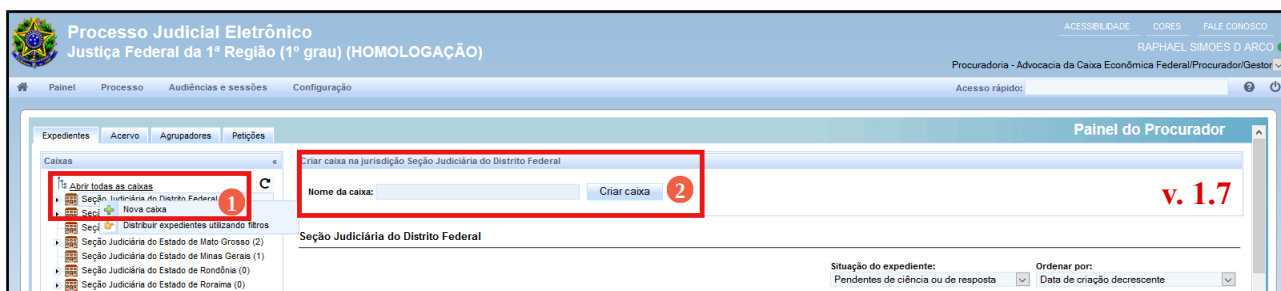 Processo Judicial Eletrônico
Justiça Federal da 1ª Região (1º grau) (HOMOLOGAÇÃO)
ACESSIBILIDADE CORES FALE CONOSCO
RAPHAEL SIMOES D ARCO
Procuradoria - Advocacia da Caixa Econômica Federal/Procurador/Gestor
Painel Processo Audiências e sessões Configuração Acesso rápido:
Expedientes Acervo Agrupadores Petições Painel do Procurador
Caixas «
Criar caixa na jurisdição Seção Judiciária do Distrito Federal
Abrir todas as caixas
Nome da caixa: Criar caixa 2
v. 1.7
Seção Judiciária do Distrito Federal 1
Seç Nova caixa
Seç Distribuir expedientes utilizando filtros
Seção Judiciária do Estado de Mato Grosso (2)
Seção Judiciária do Estado de Minas Gerais (1)
Seção Judiciária do Estado de Rondônia (0)
Seção Judiciária do Estado de Roraima (0)
Seção Judiciária do Distrito Federal
Situação do expediente: Ordenar por:
Pendentes de ciência ou de resposta Data de criação decrescente